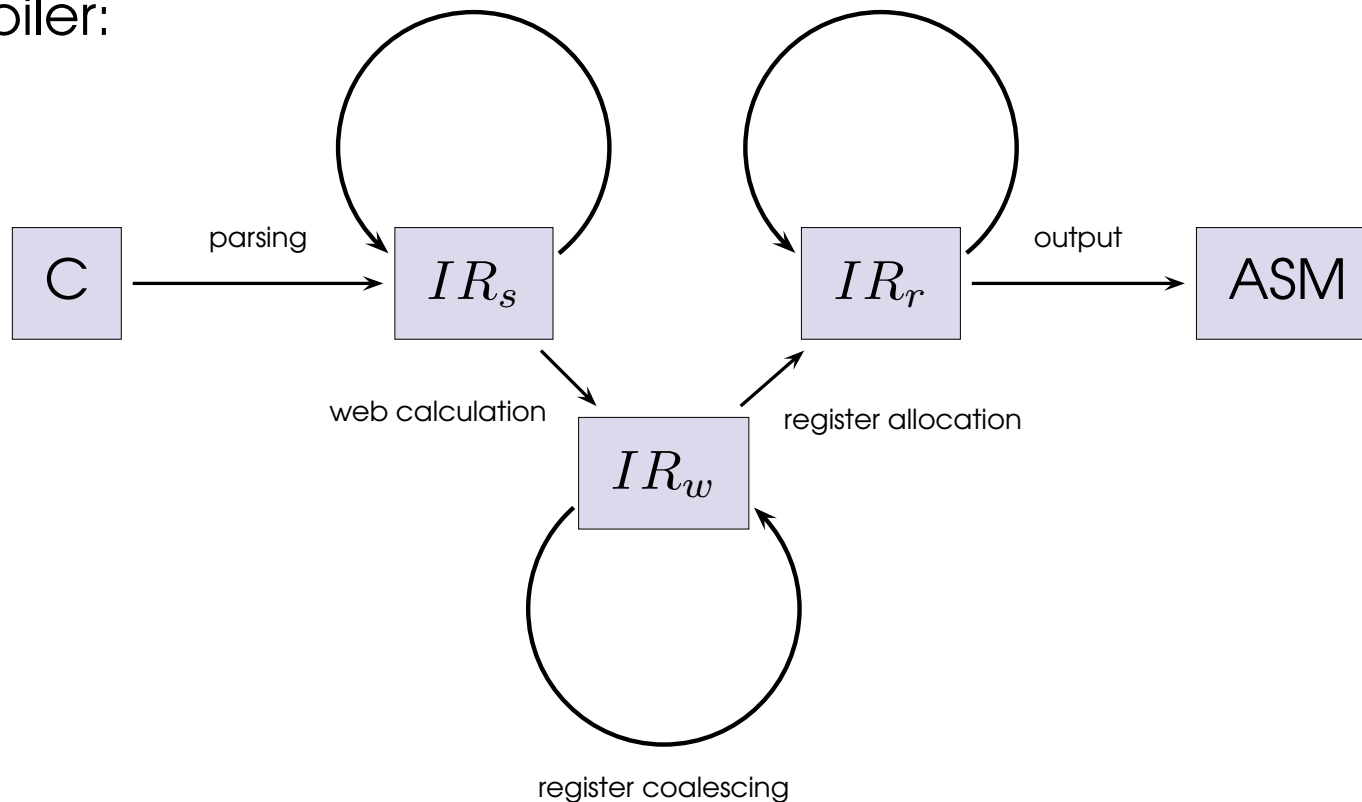 piler:
parsing
output
C
IR_s
IR_r
ASM
web calculation
register allocation
IR_w
register coalescing